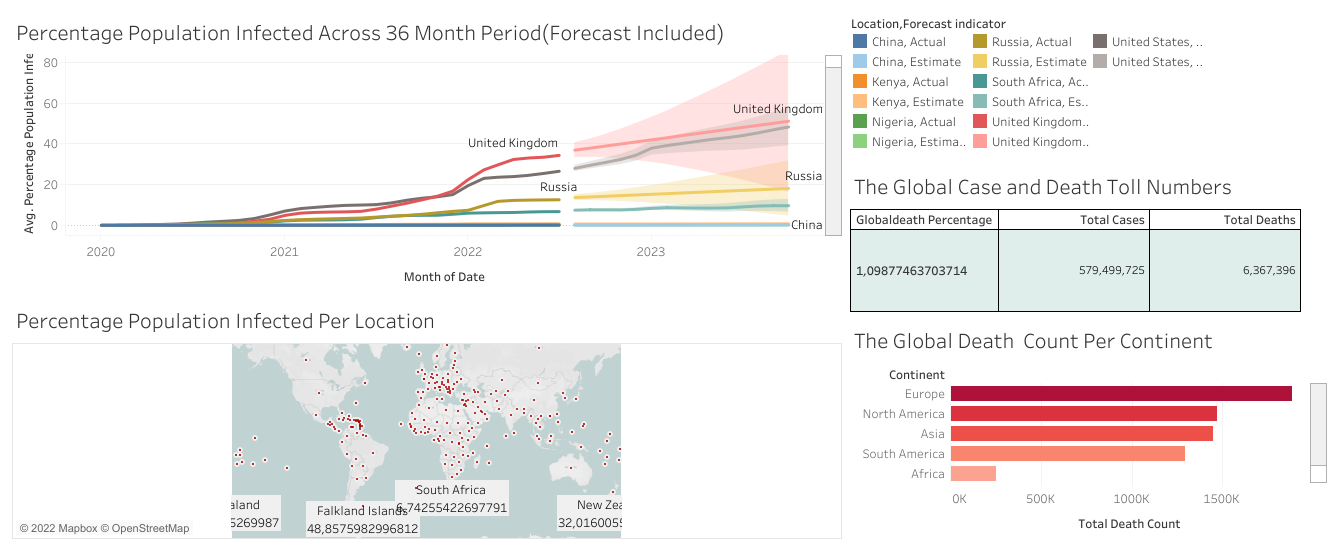 Percentage Population Infected Across 36 Month Period(Forecast Included)
Avg. Percentage Population Infe
80
60
40
20
0
United Kingdom
Russia
United Kingdom
Russia
China
2020
2021
2022
2023
Month of Date
Location,Forecast indicator
China, Actual
China, Estimate
Kenya, Actual
Kenya, Estimate
Nigeria, Actual
Nigeria, Estima..
Russia, Actual
Russia, Estimate
South Africa, Ac..
South Africa, Es..
United Kingdom..
United Kingdom..
United States, ..
United States, ..
The Global Case and Death Toll Numbers
Globaldeath Percentage Total Cases Total Deaths
1,09877463703714 579,499,725 6,367,396
Percentage Population Infected Per Location
aland
5269987
Falkland Islands
48,8575982996812
South Africa
6,74255422697791
New Zea
32,0160055
© 2022 Mapbox © OpenStreetMap
The Global Death Count Per Continent
Continent
Europe
North America
Asia
South America
Africa
0K
500K
1000K
1500K
Total Death Count